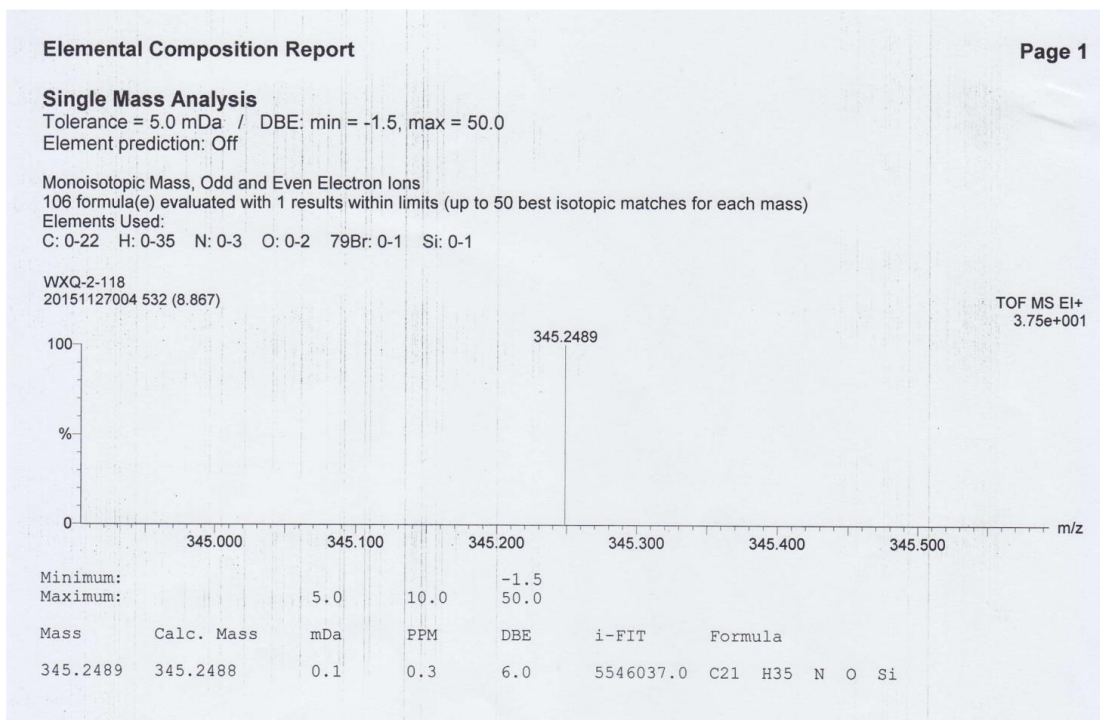 Elemental Composition Report Page 1
Single Mass Analysis
Tolerance = 5.0 mDa / DBE: min = -1.5, max = 50.0
Element prediction: Off
Monoisotopic Mass, Odd and Even Electron Ions
106 formula(e) evaluated with 1 results within limits (up to 50 best isotopic matches for each mass)
Elements Used:
C: 0-22 H: 0-35 N: 0-3 O: 0-2 79Br: 0-1 Si: 0-1
WXQ-2-118
20151127004 532 (8.867) TOF MS EI+
3.75e+001
345.2489
100
%
0
m/z
345.000 345.100 345.200 345.300 345.400 345.500
Minimum: -1.5
Maximum: 5.0 10.0 50.0
Mass Calc. Mass mDa PPM DBE i-FIT Formula
345.2489 345.2488 0.1 0.3 6.0 5546037.0 C21 H35 N O Si